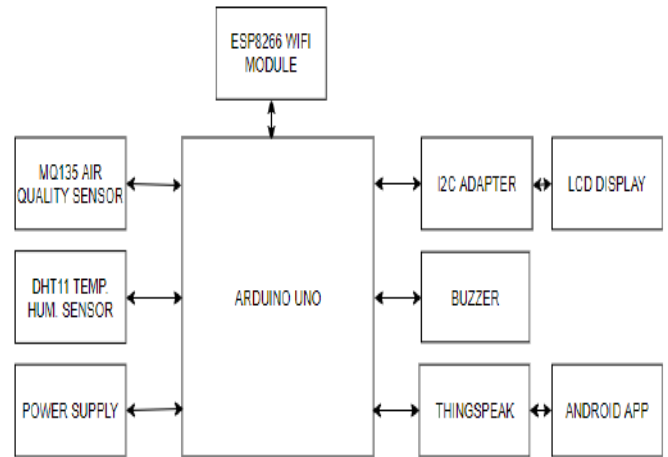 ESP8266 WIFI
MODULE
MQ135 AIR
QUALITY SENSOR
I2C ADAPTER
LCD DISPLAY
DHT11 TEMP.
HUM. SENSOR
ARDUINO UNO
BUZZER
POWER SUPPLY
THINGSPEAK
ANDROID APP